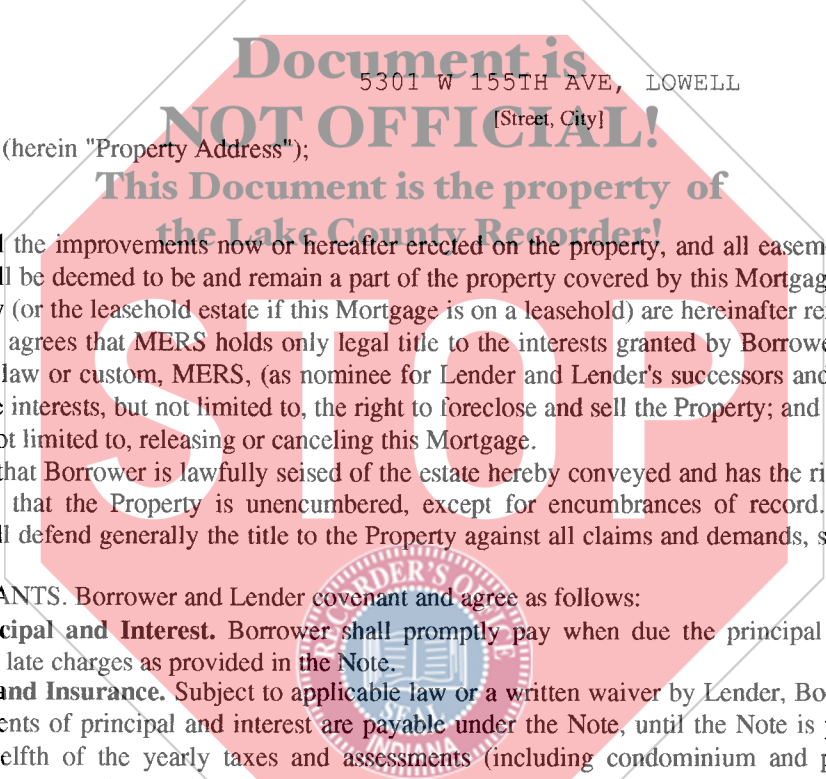 Document is
5301 W 155TH AVE, LOWELL
NOT OFFICIAL!
[Street, City]
(herein "Property Address");
This Document is the property of
the Lake County Recorder!
the improvements now or hereafter erected on the property, and all easem
ll be deemed to be and remain a part of the property covered by this Mortgag
(or the leasehold estate if this Mortgage is on a leasehold) are hereinafter re
agrees that MERS holds only legal title to the interests granted by Borrowe
law or custom, MERS, (as nominee for Lender and Lender's successors and
interests, but not limited to, the right to foreclose and sell the Property; and
ot limited to, releasing or canceling this Mortgage.
that Borrower is lawfully seised of the estate hereby conveyed and has the ri
that the Property is unencumbered, except for encumbrances of record.
ll defend generally the title to the Property against all claims and demands, s
STOP
ANTS. Borrower and Lender covenant and agree as follows:
cipal and Interest. Borrower shall promptly pay when due the principal
late charges as provided in the Note.
and Insurance. Subject to applicable law or a written waiver by Lender, Bo
ents of principal and interest are payable under the Note, until the Note is
elfth of the yearly taxes and assessments (including condominium and p
RECORDER'S OFFICE
SEAL
INDIANA